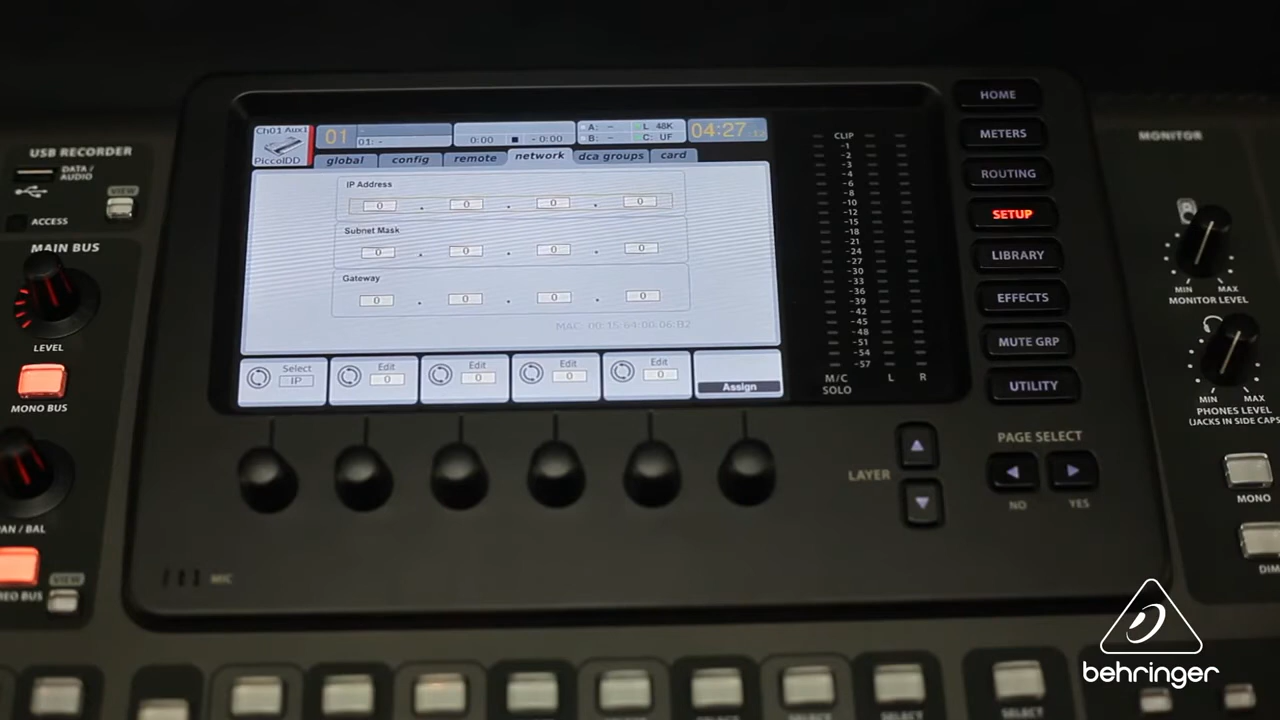 USB RECORDER
DATA /
AUDIO
VIEW
ACCESS
MAIN BUS
LEVEL
MONO BUS
PAN / BAL
VIEW
Ch01 Aux1
01
01: -
0:00 - 0:00
A: - L 48K
B: - C: UF
04:27
global config remote network dca groups card
IP Address
0 . 0 . 0 . 0
Subnet Mask
0 . 0 . 0 . 0
Gateway
0 . 0 . 0 . 0
MAC: 00:15:64:00:06:B2
Select
IP
Edit
0
Edit
0
Edit
0
Edit
0
Assign
CLIP
-1
-2
-3
-4
-6
-8
-10
-12
-15
-18
-21
-24
-27
-30
-33
-36
-39
-42
-45
-48
-51
-54
-57
M/C
SOLO
L R
HOME
METERS
ROUTING
SETUP
LIBRARY
EFFECTS
MUTE GRP
UTILITY
LAYER
PAGE SELECT
NO YES
MIC
MONITOR
MIN MAX
MONITOR LEVEL
MIN MAX
PHONES LEVEL
(JACKS IN SIDE CAPS
MONO
DIM
SELECT
behringer